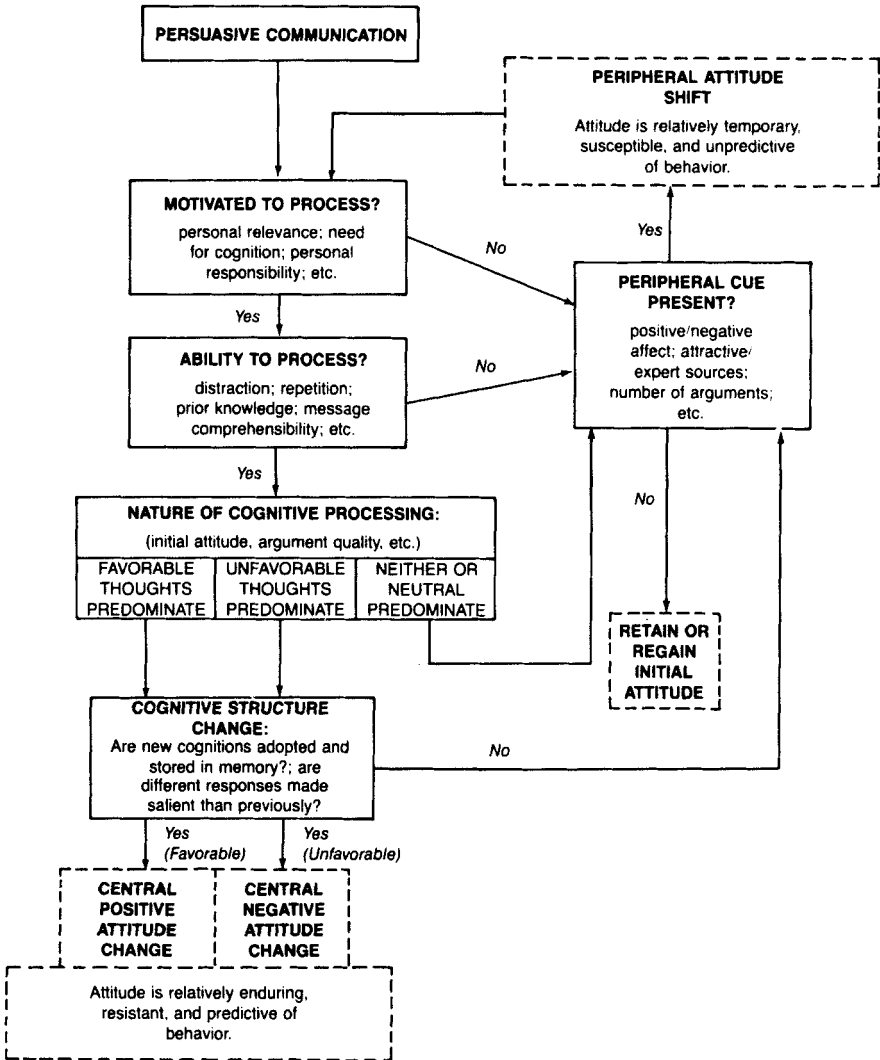 PERSUASIVE COMMUNICATION
PERIPHERAL ATTITUDE
SHIFT
Attitude is relatively temporary,
susceptible, and unpredictive
of behavior.
MOTIVATED TO PROCESS?
personal relevance; need
for cognition; personal
responsibility; etc.
No
Yes
PERIPHERAL CUE
PRESENT?
positive/negative
affect; attractive/
expert sources;
number of arguments;
etc.
Yes
ABILITY TO PROCESS?
distraction; repetition;
prior knowledge; message
comprehensibility; etc.
No
Yes
No
NATURE OF COGNITIVE PROCESSING:
(initial attitude, argument quality, etc.)
FAVORABLE
THOUGHTS
PREDOMINATE
UNFAVORABLE
THOUGHTS
PREDOMINATE
NEITHER OR
NEUTRAL
PREDOMINATE
RETAIN OR
REGAIN
INITIAL
ATTITUDE
COGNITIVE STRUCTURE
CHANGE:
Are new cognitions adopted and
stored in memory?; are
different responses made
salient than previously?
No
Yes
(Favorable)
Yes
(Unfavorable)
CENTRAL
POSITIVE
ATTITUDE
CHANGE
CENTRAL
NEGATIVE
ATTITUDE
CHANGE
Attitude is relatively enduring,
resistant, and predictive of
behavior.